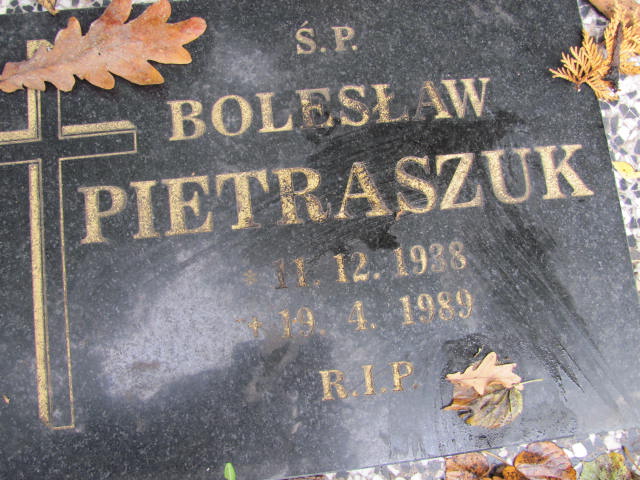 Ś.P.
BOLESŁAW
PIETRASZUK
* 11. 12. 1938
+ 19. 4. 1989
R.I.P.